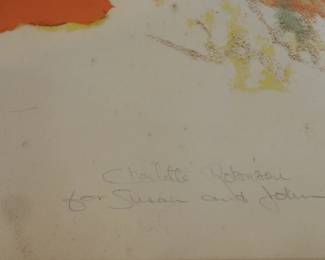 Charlotte Robinson
for Susan and John